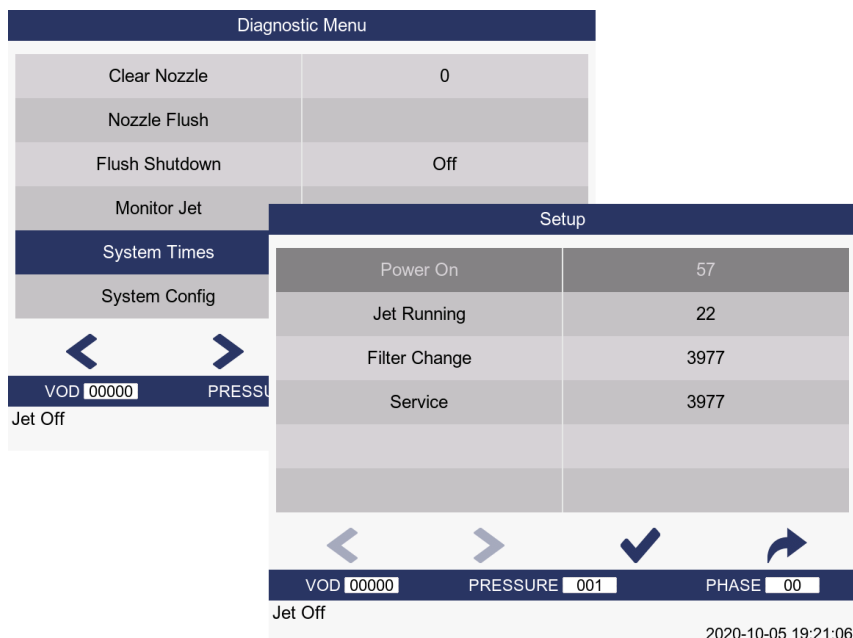 Diagnostic Menu
Clear Nozzle 0
Nozzle Flush
Flush Shutdown Off
Monitor Jet
System Times
System Config
VOD 00000 PRESSU
Jet Off
Setup
Power On 57
Jet Running 22
Filter Change 3977
Service 3977
VOD 00000 PRESSURE 001 PHASE 00
Jet Off
2020-10-05 19:21:06